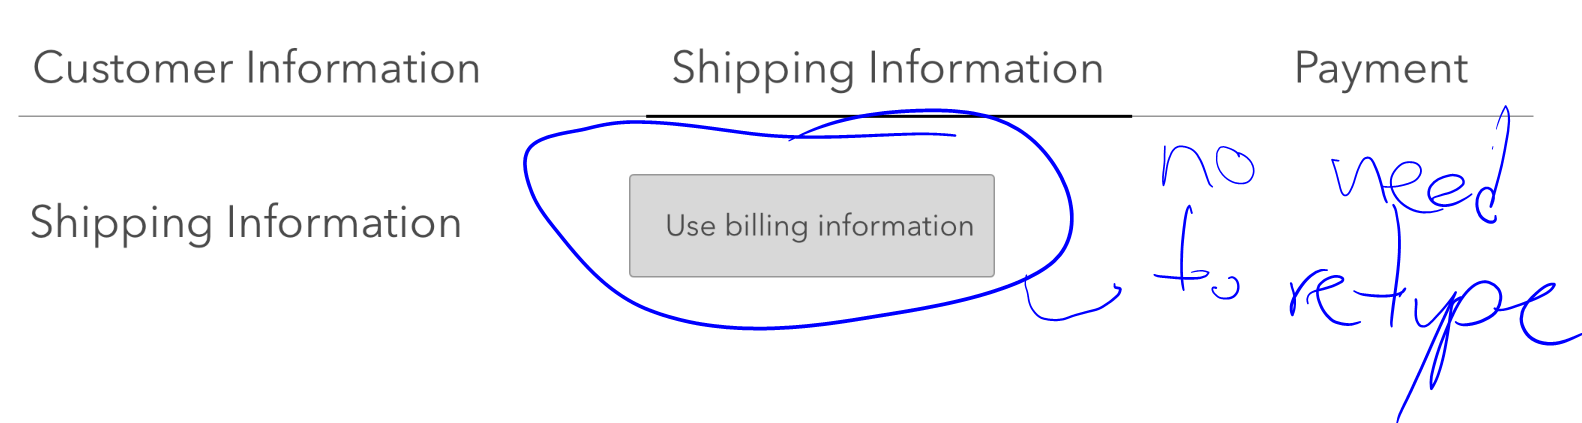 Customer Information Shipping Information Payment
no need
Shipping Information Use billing information
to retype